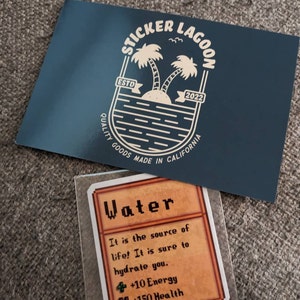 STICKER LAGOON
ESTD 2022
QUALITY GOODS MADE IN CALIFORNIA
Water
It is the source of
life! It is sure to
hydrate you.
+10 Energy
+150 Health